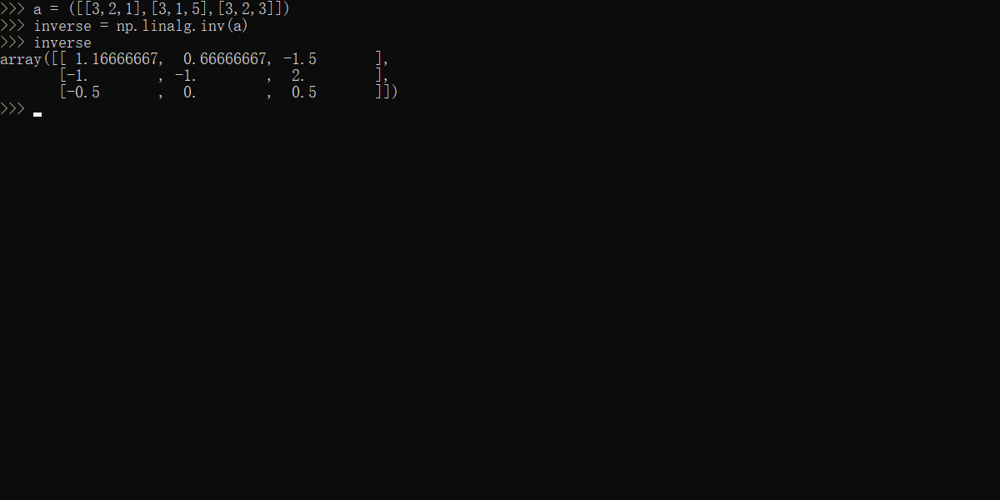 >>> a = ([[3,2,1],[3,1,5],[3,2,3]])
>>> inverse = np.linalg.inv(a)
>>> inverse
array([[ 1.16666667,  0.66666667, -1.5       ],
       [-1.        , -1.        ,  2.        ],
       [-0.5       ,  0.        ,  0.5       ]])
>>>